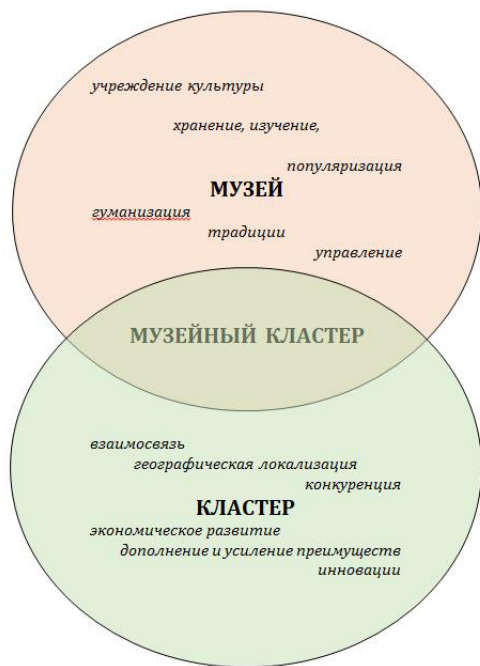 учреждение культуры
хранение, изучение,
популяризация
МУЗЕЙ
гуманизация
традиции
управление
МУЗЕЙНЫЙ КЛАСТЕР
взаимосвязь
географическая локализация
конкуренция
КЛАСТЕР
экономическое развитие
дополнение и усиление преимуществ
инновации